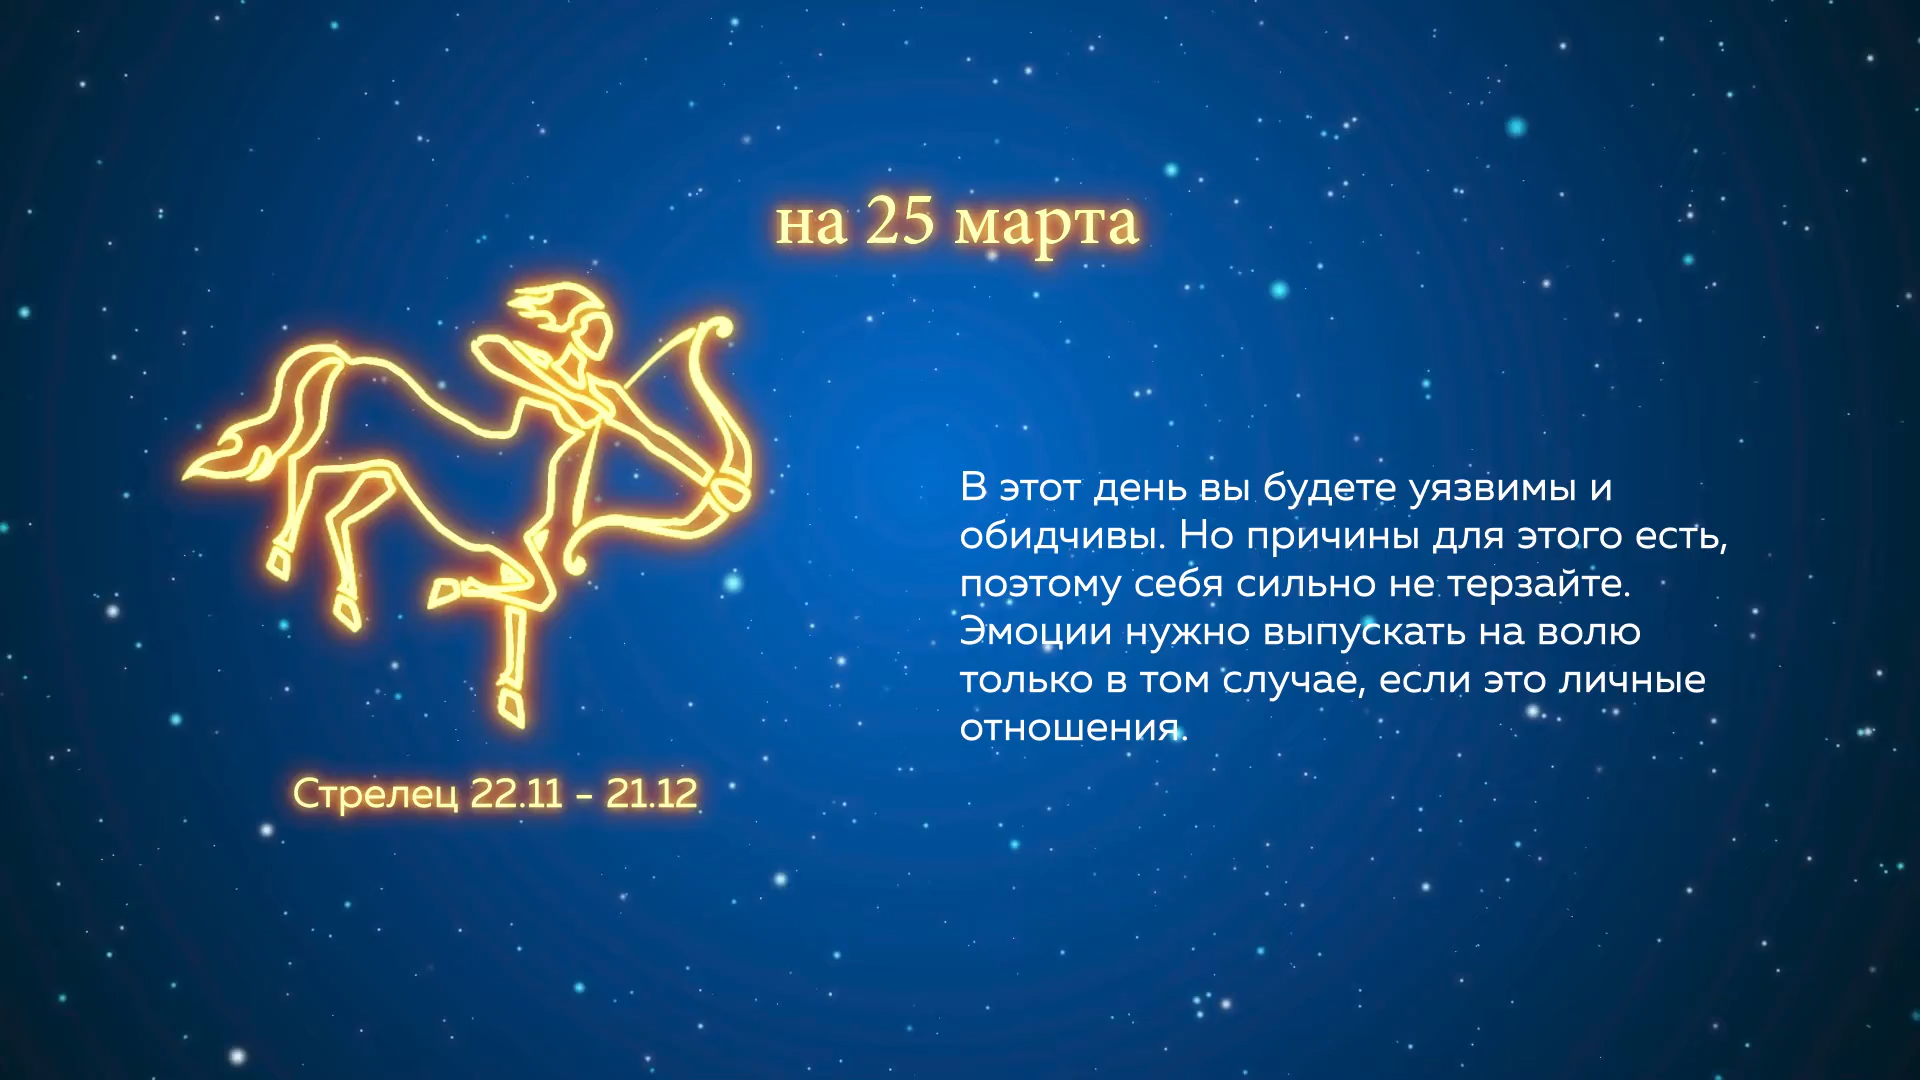 на 25 марта
В этот день вы будете уязвимы и
обидчивы. Но причины для этого есть,
поэтому себя сильно не терзайте.
Эмоции нужно выпускать на волю
только в том случае, если это личные
отношения.
Стрелец 22.11 - 21.12